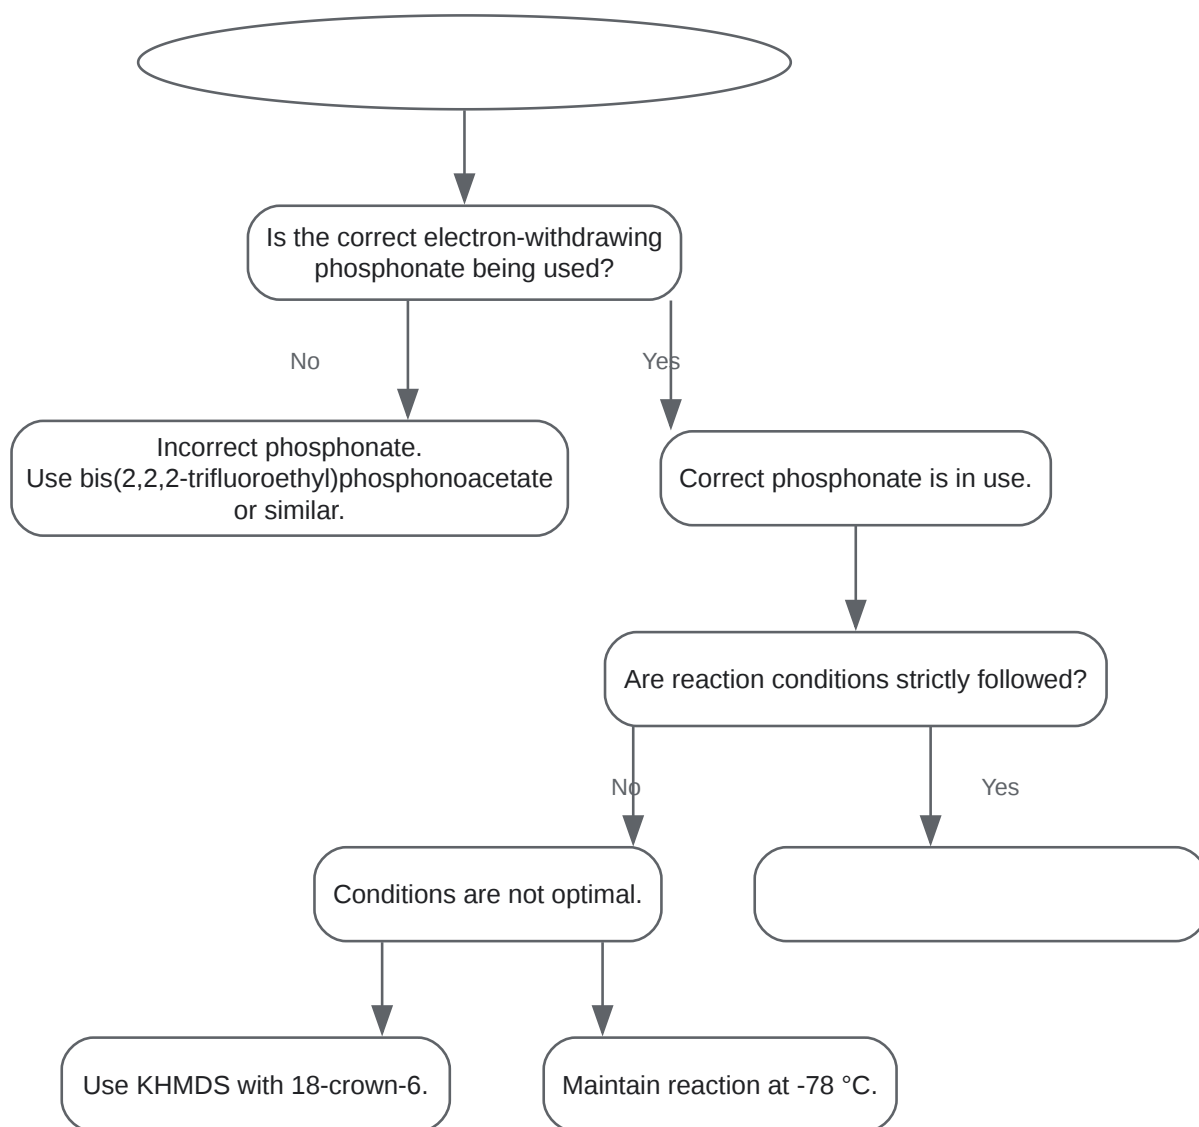 Is the correct electron-withdrawing
phosphonate being used?
No
Yes
Incorrect phosphonate.
Use bis(2,2,2-trifluoroethyl)phosphonoacetate
or similar.
Correct phosphonate is in use.
Are reaction conditions strictly followed?
No
Yes
Conditions are not optimal.
Use KHMDS with 18-crown-6.
Maintain reaction at -78 °C.